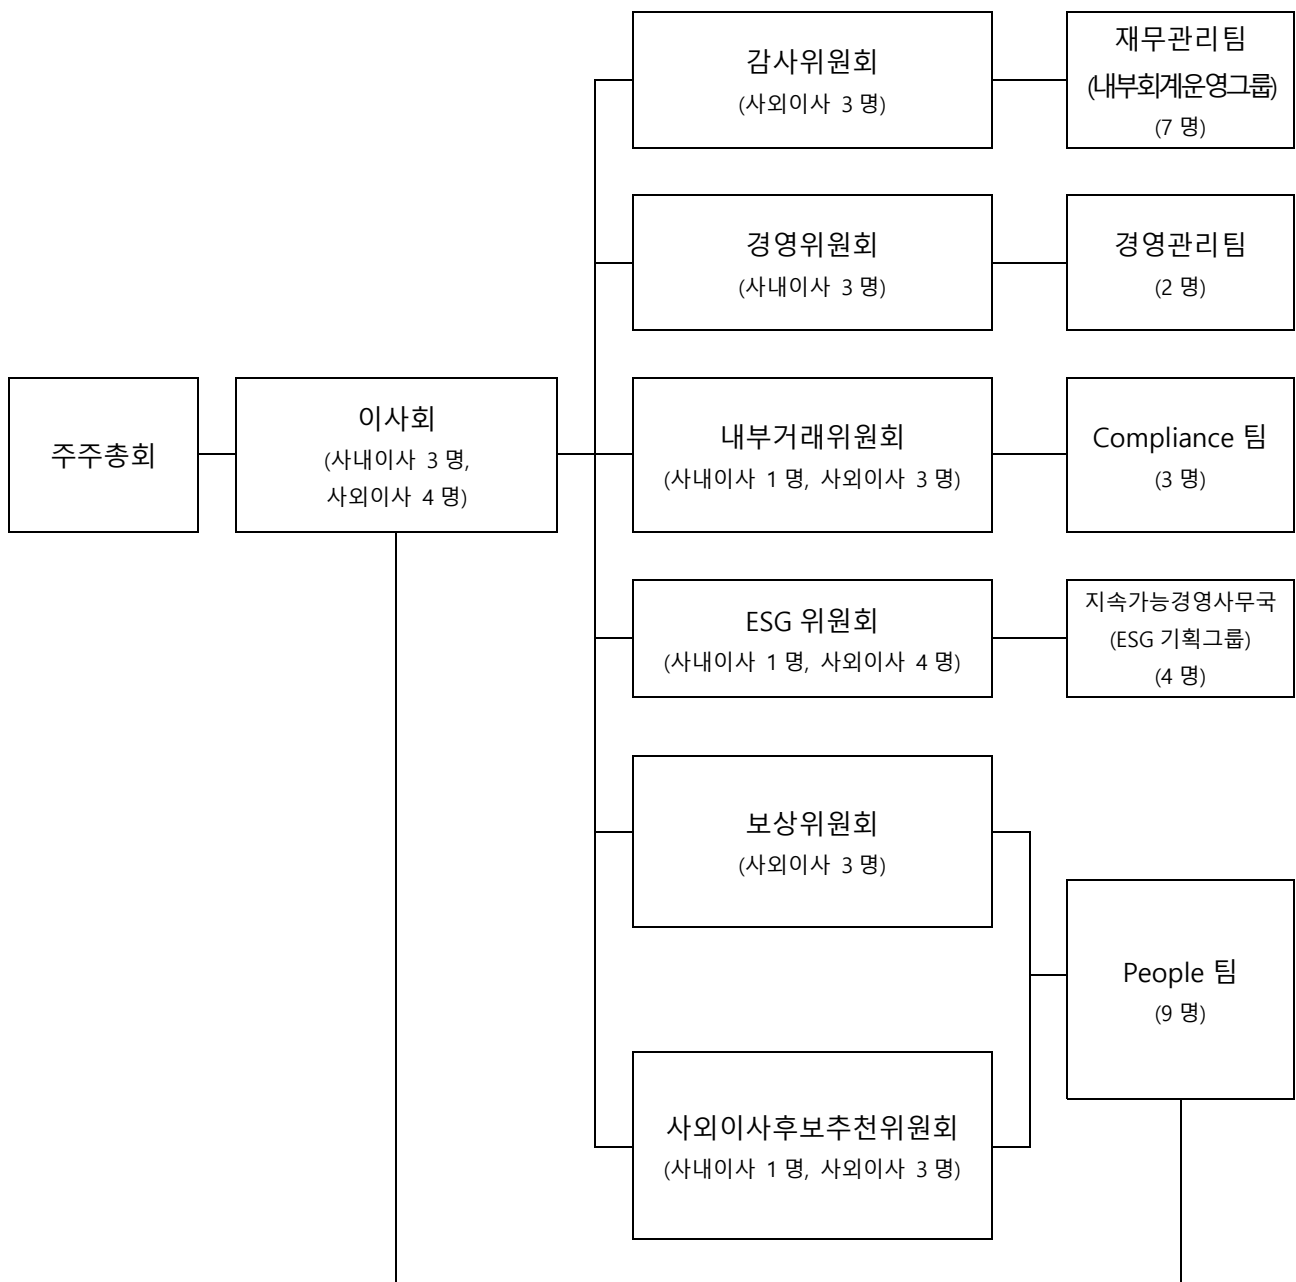 주주총회
이사회
(사내이사 3 명,
사외이사 4 명)
감사위원회
(사외이사 3 명)
재무관리팀
(내부회계운영그룹)
(7 명)
경영위원회
(사내이사 3 명)
경영관리팀
(2 명)
내부거래위원회
(사내이사 1 명, 사외이사 3 명)
Compliance 팀
(3 명)
ESG 위원회
(사내이사 1 명, 사외이사 4 명)
지속가능경영사무국
(ESG 기획그룹)
(4 명)
보상위원회
(사외이사 3 명)
사외이사후보추천위원회
(사내이사 1 명, 사외이사 3 명)
People 팀
(9 명)